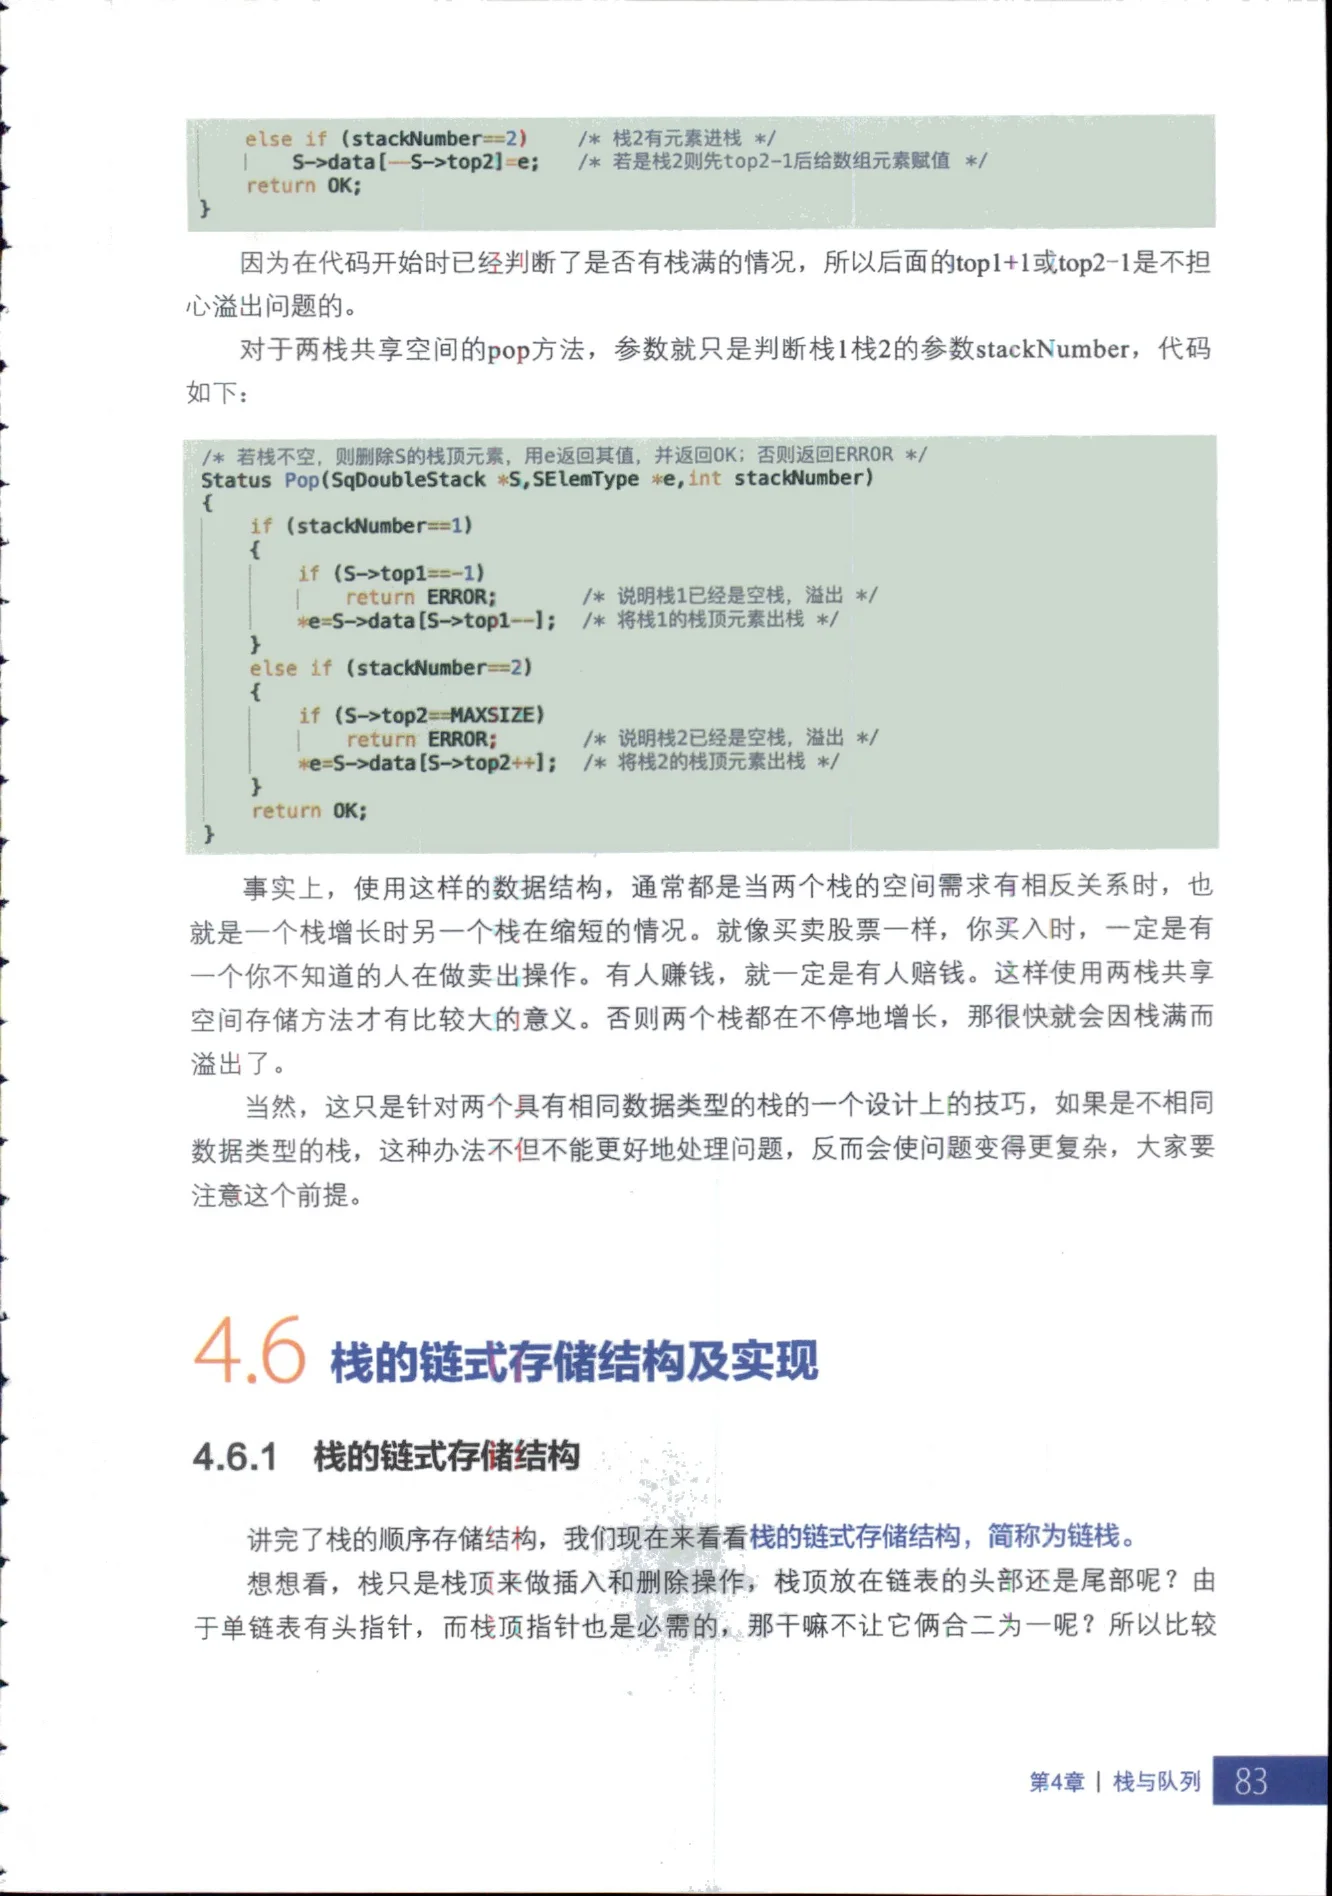 else if (stackNumber==2)    /* 栈2有元素进栈 */
S->data[--S->top2]=e;    /* 若是栈2则先top2-1后给数组元素赋值 */
return OK;
}
因为在代码开始时已经判断了是否有栈满的情况，所以后面的top1+1或top2-1是不担
心溢出问题的。
对于两栈共享空间的pop方法，参数就只是判断栈1栈2的参数stackNumber，代码
如下：
/* 若栈不空，则删除S的栈顶元素，用e返回其值，并返回OK；否则返回ERROR */
Status Pop(SqDoubleStack *S,SElemType *e,int stackNumber)
{
if (stackNumber==1)
{
if (S->top1==-1)
return ERROR;    /* 说明栈1已经是空栈，溢出 */
*e=S->data[S->top1--];    /* 将栈1的栈顶元素出栈 */
}
else if (stackNumber==2)
{
if (S->top2==MAXSIZE)
return ERROR;    /* 说明栈2已经是空栈，溢出 */
*e=S->data[S->top2++];    /* 将栈2的栈顶元素出栈 */
}
return OK;
}
事实上，使用这样的数据结构，通常都是当两个栈的空间需求有相反关系时，也
就是一个栈增长时另一个栈在缩短的情况。就像买卖股票一样，你买入时，一定是有
一个你不知道的人在做卖出操作。有人赚钱，就一定是有人赔钱。这样使用两栈共享
空间存储方法才有比较大的意义。否则两个栈都在不停地增长，那很快就会因栈满而
溢出了。
当然，这只是针对两个具有相同数据类型的栈的一个设计上的技巧，如果是不相同
数据类型的栈，这种办法不但不能更好地处理问题，反而会使问题变得更复杂，大家要
注意这个前提。
4.6 栈的链式存储结构及实现
4.6.1 栈的链式存储结构
讲完了栈的顺序存储结构，我们现在来看看栈的链式存储结构，简称为链栈。
想想看，栈只是栈顶来做插入和删除操作，栈顶放在链表的头部还是尾部呢？由
于单链表有头指针，而栈顶指针也是必需的，那干嘛不让它俩合二为一呢？所以比较
第4章 | 栈与队列 83